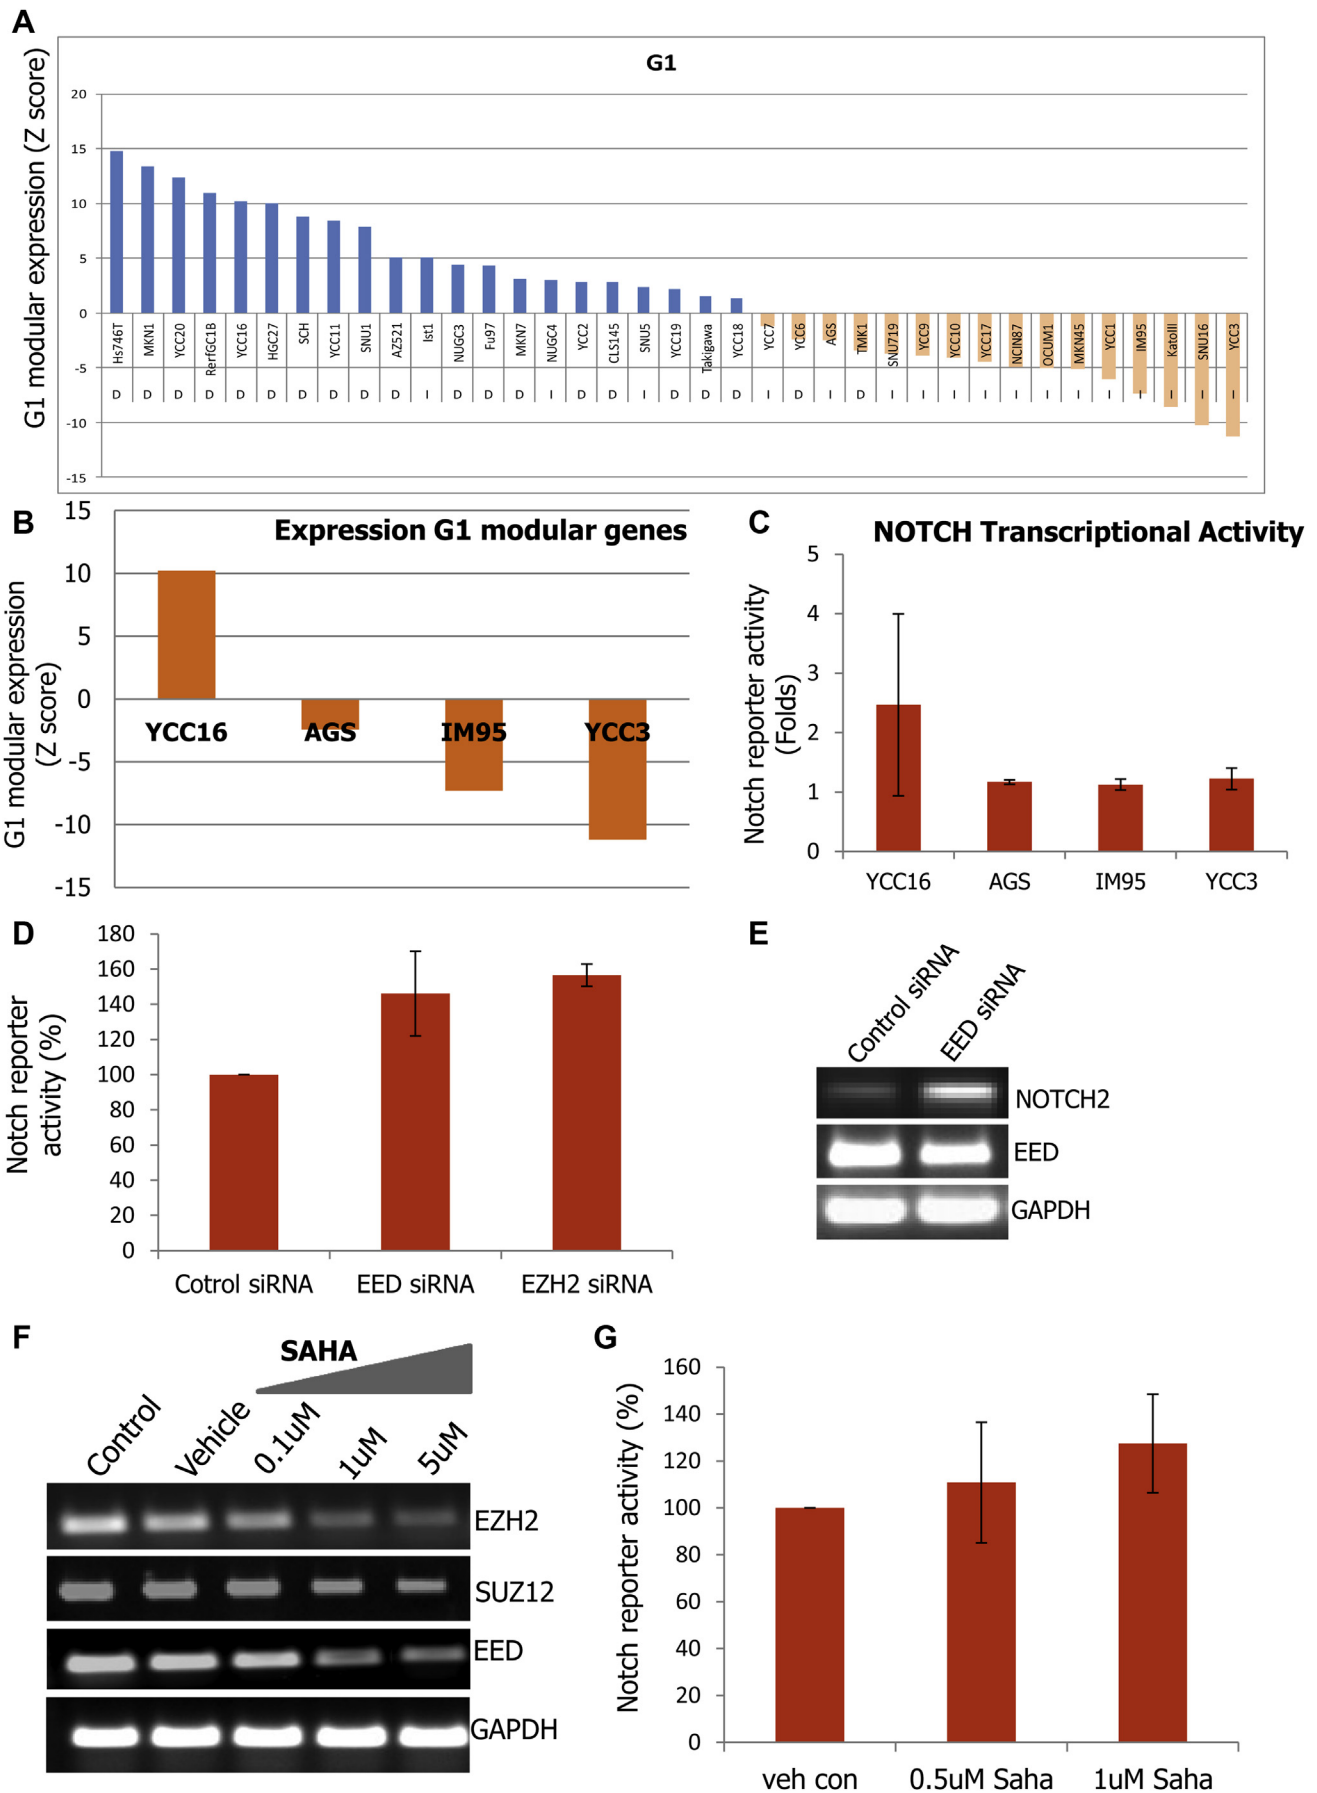 A
G1
G1 modular expression (Z score)
20
15
10
5
0
-5
-10
-15
Hs746T MKN1 YCC20 RerfGC1B YCC16 HGC27 SCH YCC11 SNU1 AZ521 Ist1 NUGC3 Fu97 MKN7 NUGC4 YCC2 CLS145 SNU5 YCC19 Takigawa YCC18 YCC7 YCC6 AGS TMK1 SNU719 YCC9 YCC10 YCC17 NCIN87 OCUM1 MKN45 YCC1 IM95 KatoIII SNU16 YCC3
D D D D D D D D D D I D D D I D D I D D D I D I D I I I I I I I I I I I I
B
Expression G1 modular genes
G1 modular expression
(Z score)
15
10
5
0
-5
-10
-15
YCC16 AGS IM95 YCC3
C
NOTCH Transcriptional Activity
Notch reporter activity
(Folds)
5
4
3
2
1
0
YCC16 AGS IM95 YCC3
D
Notch reporter
activity (%)
180
160
140
120
100
80
60
40
20
0
Cotrol siRNA EED siRNA EZH2 siRNA
E
Control siRNA
EED siRNA
NOTCH2
EED
GAPDH
F
SAHA
Control Vehicle 0.1uM 1uM 5uM
EZH2
SUZ12
EED
GAPDH
G
Notch reporter activity (%)
160
140
120
100
80
60
40
20
0
veh con 0.5uM Saha 1uM Saha